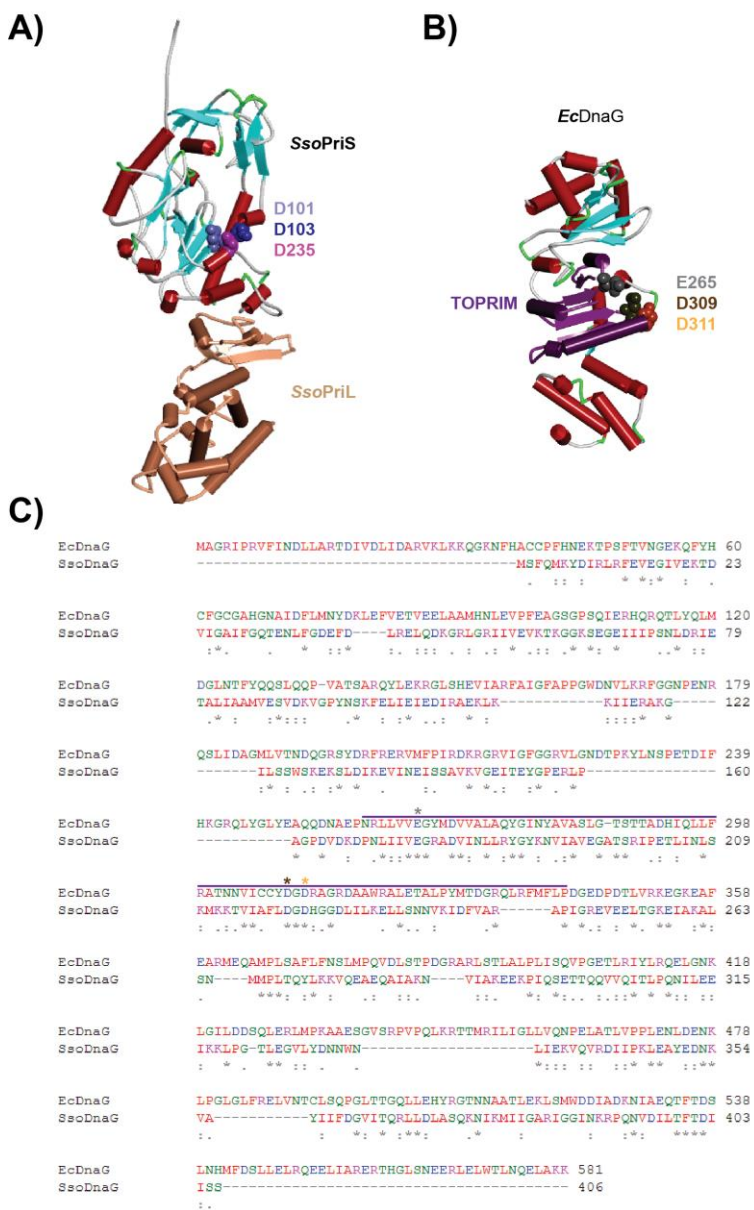 A)
SsoPriS
D101
D103
D235
SsoPriL
B)
EcDnaG
TOPRIM
E265
D309
D311
C)
EcDnaG MAGRIPRVFINDLLARTDIVDLIDARVKLKKQGKNFHACCPFHNEKTPSFTVNGEKQFYH 60
SsoDnaG -------------------------------------MSFQMKYDIRLRFEVEGIVEKTD 23
EcDnaG CFGCGAHGNAIDFLMNYDKLEFVETVEELAAMHNLEVPFEAGSGPSQIERHQRQTLYQLM 120
SsoDnaG VIGAIFGQTENLFGDEFD----LRELQDKGRLGRIIVEVKTKGGKSEGEIIIPSNLDRIE 79
EcDnaG DGLNTFYQQSLQQP-VATSARQYLEKRGLSHEVIARFAIGFAPPGWDNVLKRFGGNPENR 179
SsoDnaG TALIAAMVESVDKVGPYNSKFELIEIEDIRAEKLK------------KIIERAKG----- 122
EcDnaG QSLIDAGMLVTNDQGRSYDRFRERVMFPIRDKRGRVIGFGGRVLGNDTPKYLNSPETDIF 239
SsoDnaG -------ILSSWSKEKSLDIKEVINEISSAVKVGEITEYGPERLP--------------- 160
*
EcDnaG HKGRQLYGLYEAQQDNAEPNRLLVVEGYMDVVALAQYGINYAVASLG-TSTTADHIQLLF 298
SsoDnaG -----------AGPDVDKDPNLIIVEGRADVINLLRYGYKNVIAVEGATSRIPETLINLS 209
* *
EcDnaG RATNNVICCYDGDRAGRDAAWRALETALPYMTDGRQLRFMFLPDGEDPDTLVRKEGKEAF 358
SsoDnaG KMKKTVIAFLDGDHGGDLILKELLSNNVKIDFVAR------APIGREVEELTGKEIAKAL 263
EcDnaG EARMEQAMPLSAFLFNSLMPQVDLSTPDGRARLSTLALPLISQVPGETLRIYLRQELGNK 418
SsoDnaG SN----MMPLTQYLKKVQEAEQAIAKN----VIAKEEKPIQSETTQQVVQITLPQNILEE 315
EcDnaG LGILDDSQLERLMPKAAESGVSRPVPQLKRTTMRILIGLLVQNPELATLVPPLENLDENK 478
SsoDnaG IKKLPG-TLEGVLYDNNWN--------------------LIEKVQVRDIIPKLEAYEDNK 354
EcDnaG LPGLGLFRELVNTCLSQPGLTTGQLLEHYRGTNNAATLEKLSMWDDIADKNIAEQTFTDS 538
SsoDnaG VA-----------YIIFDGVITQRLLDLASQKNIKMIIGARIGGINKRPQNVDILTFTDI 403
EcDnaG LNHMFDSLLELRQEELIARERTHGLSNEERLELWTLNQELAKK 581
SsoDnaG ISS---------------------------------------- 406